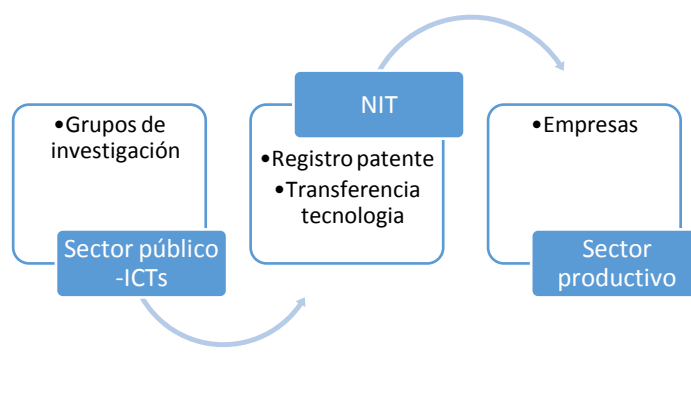 •Grupos de
investigación
Sector público
-ICTs
NIT
•Registro patente
•Transferencia
tecnologia
•Empresas
Sector
productivo